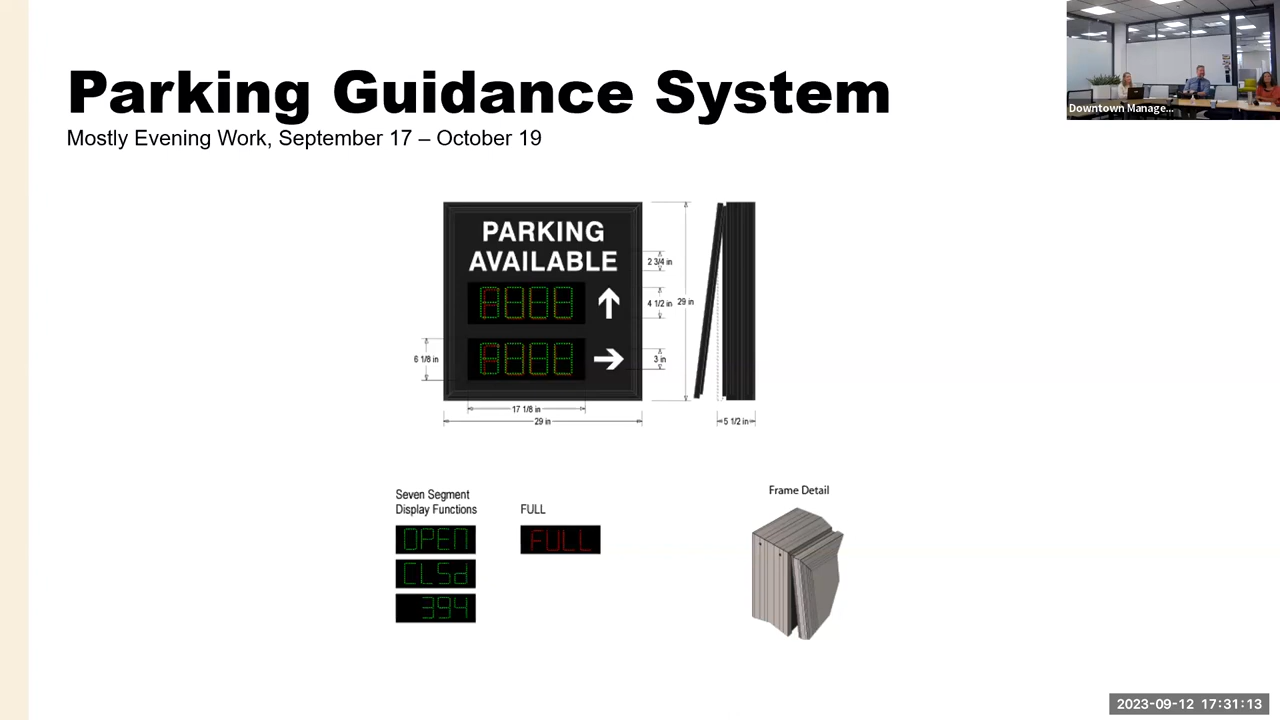 Parking Guidance System
Mostly Evening Work, September 17 – October 19
Downtown Manage...
PARKING
AVAILABLE
2 3/4 in
4 1/2 in
29 in
6 1/8 in
3 in
17 1/8 in
29 in
5 1/2 in
Seven Segment
Display Functions
FULL
Frame Detail
OPEn
FULL
CLSd
394
2023-09-12 17:31:13